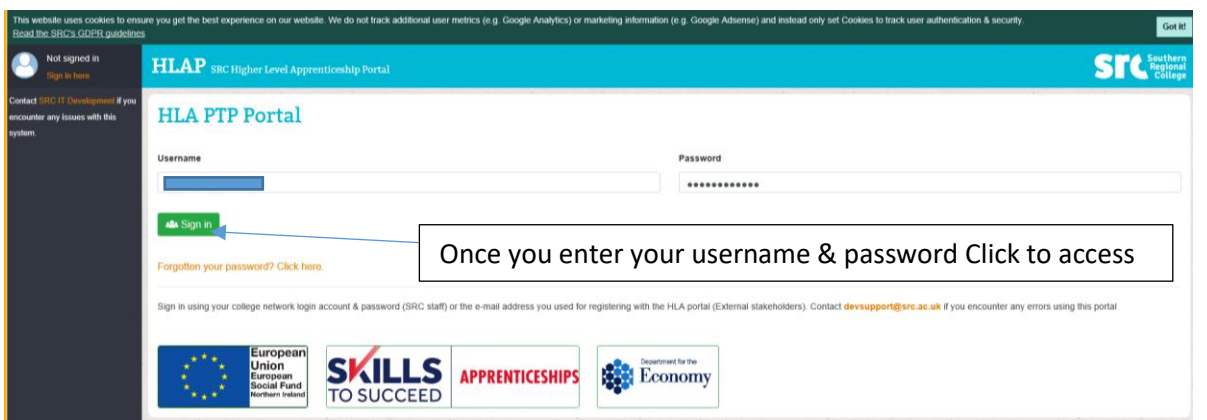 This website uses cookies to ensure you get the best experience on our website. We do not track additional user metrics (e.g. Google Analytics) or marketing information (e.g. Google Adsense) and instead only set Cookies to track user authentication & security.
Read the SRC's GDPR guidelines
Got it!
Not signed in
Sign in here
HLAP SRC Higher Level Apprenticeship Portal
src Southern
Regional
College
Contact SRC IT Development if you
encounter any issues with this
system.
HLA PTP Portal
Username
Password
••••••••••••
Sign in
Once you enter your username & password Click to access
Forgotten your password? Click here.
Sign in using your college network login account & password (SRC staff) or the e-mail address you used for registering with the HLA portal (External stakeholders). Contact devsupport@src.ac.uk if you encounter any errors using this portal
European
Union
European
Social Fund
Northern Ireland
SKILLS
TO SUCCEED
APPRENTICESHIPS
Department for the
Economy